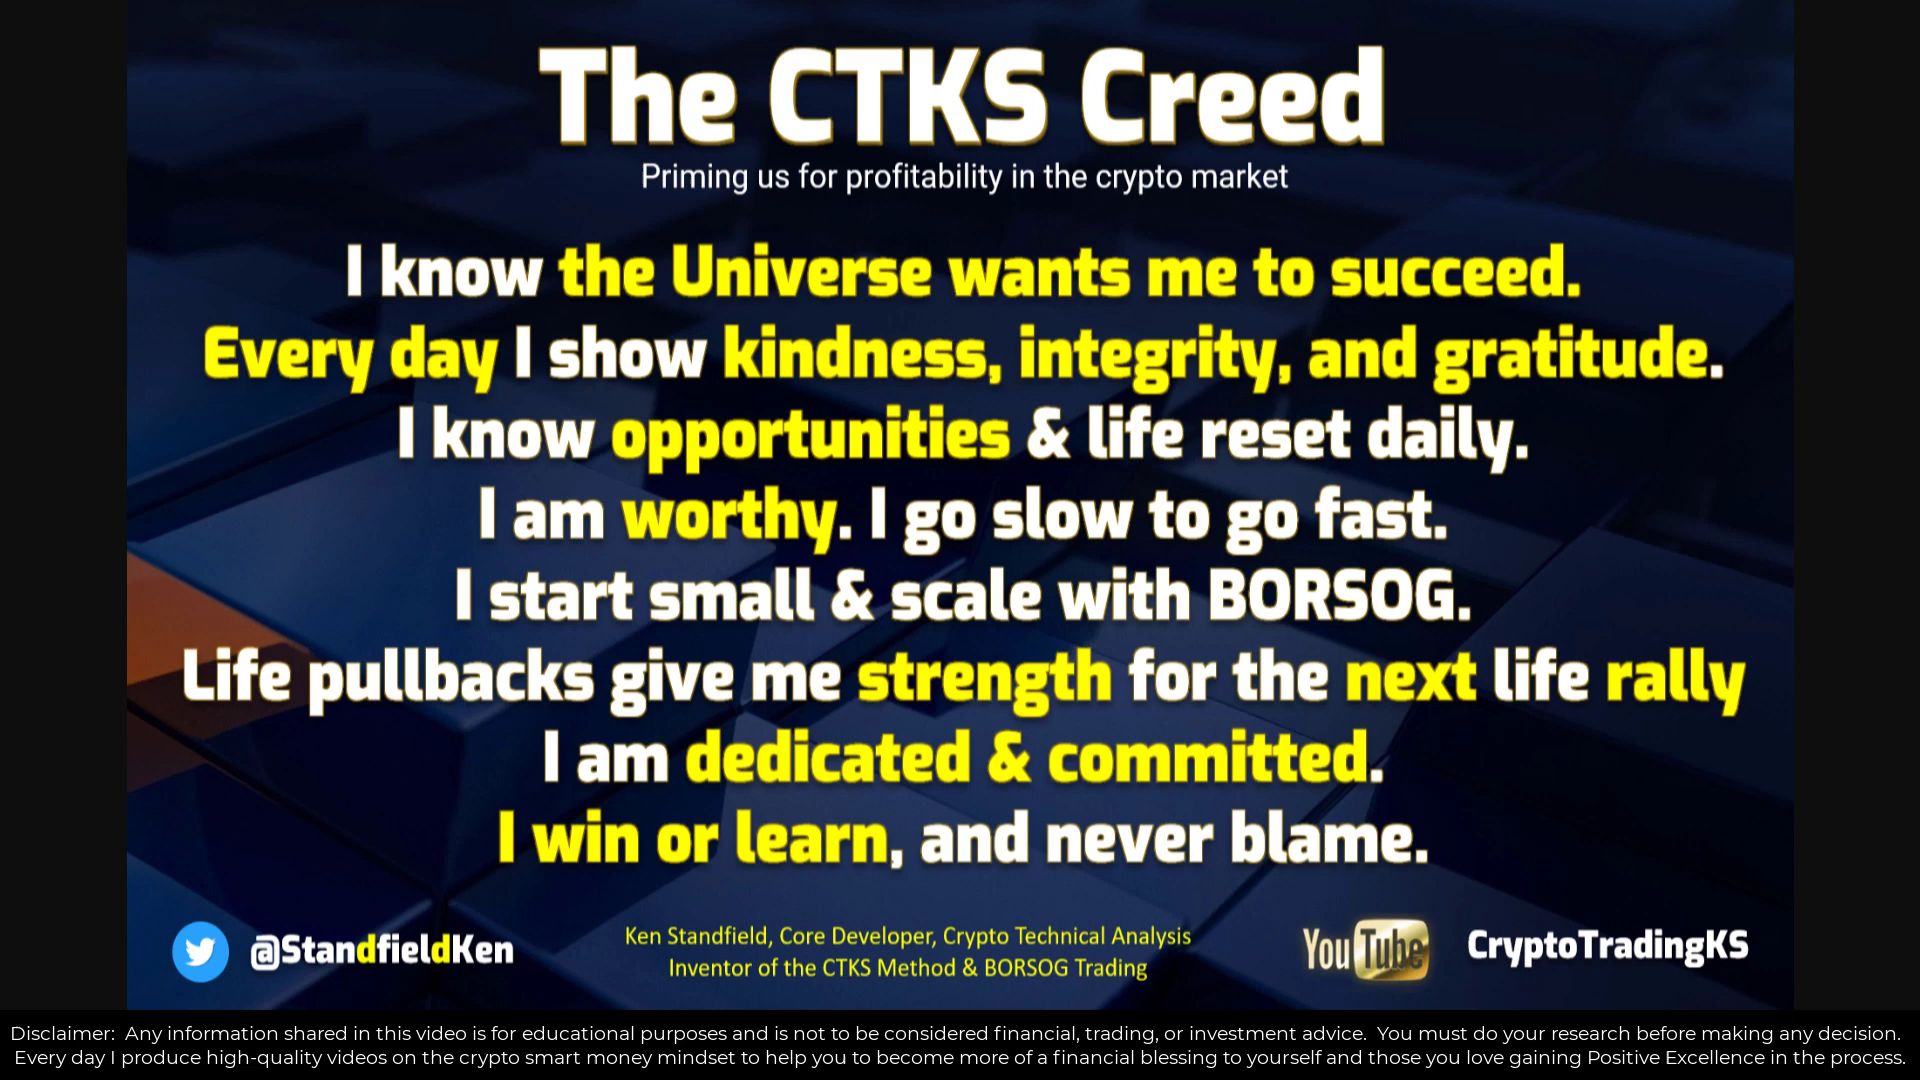 The CTKS Creed
Priming us for profitability in the crypto market
I know the Universe wants me to succeed.
Every day I show kindness, integrity, and gratitude.
I know opportunities & life reset daily.
I am worthy. I go slow to go fast.
I start small & scale with BORSOG.
Life pullbacks give me strength for the next life rally
I am dedicated & committed.
I win or learn, and never blame.
@StandfieldKen
Ken Standfield, Core Developer, Crypto Technical Analysis
Inventor of the CTKS Method & BORSOG Trading
YouTube CryptoTradingKS
Disclaimer:  Any information shared in this video is for educational purposes and is not to be considered financial, trading, or investment advice.  You must do your research before making any decision.
Every day I produce high-quality videos on the crypto smart money mindset to help you to become more of a financial blessing to yourself and those you love gaining Positive Excellence in the process.